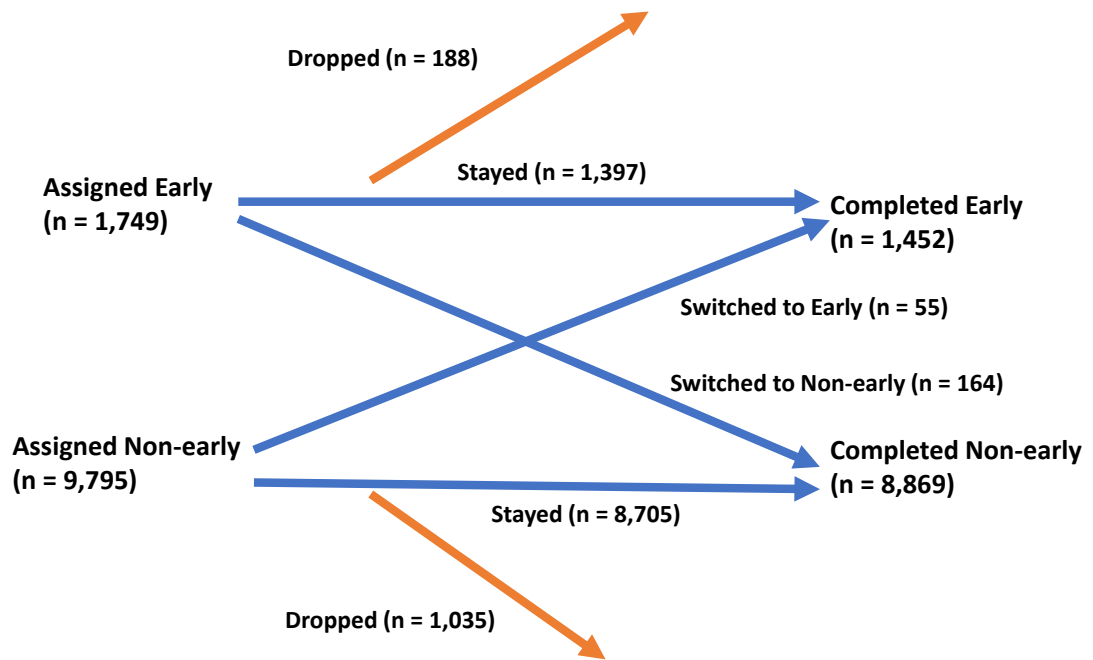 Dropped (n = 188)
Stayed (n = 1,397)
Assigned Early
(n = 1,749)
Completed Early
(n = 1,452)
Switched to Early (n = 55)
Switched to Non-early (n = 164)
Assigned Non-early
(n = 9,795)
Completed Non-early
(n = 8,869)
Stayed (n = 8,705)
Dropped (n = 1,035)